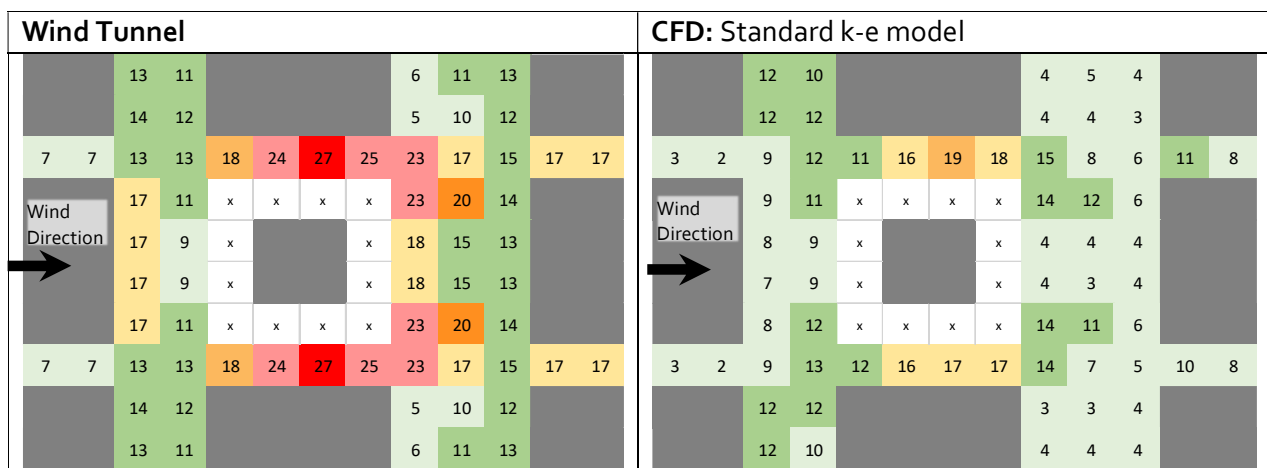 Wind Tunnel CFD: Standard k-e model
13 11 6 11 13 12 10 4 5 4
14 12 5 10 12 12 12 4 4 3
7 7 13 13 18 24 27 25 23 17 15 17 17 3 2 9 12 11 16 19 18 15 8 6 11 8
17 11 x x x x 23 20 14 9 11 x x x x 14 12 6
Wind Wind
Direction 17 9 x x 18 15 13 Direction 8 9 x x 4 4 4
17 9 x x 18 15 13 7 9 x x 4 3 4
17 11 x x x x 23 20 14 8 12 x x x x 14 11 6
7 7 13 13 18 24 27 25 23 17 15 17 17 3 2 9 13 12 16 17 17 14 7 5 10 8
14 12 5 10 12 12 12 3 3 4
13 11 6 11 13 12 10 4 4 4